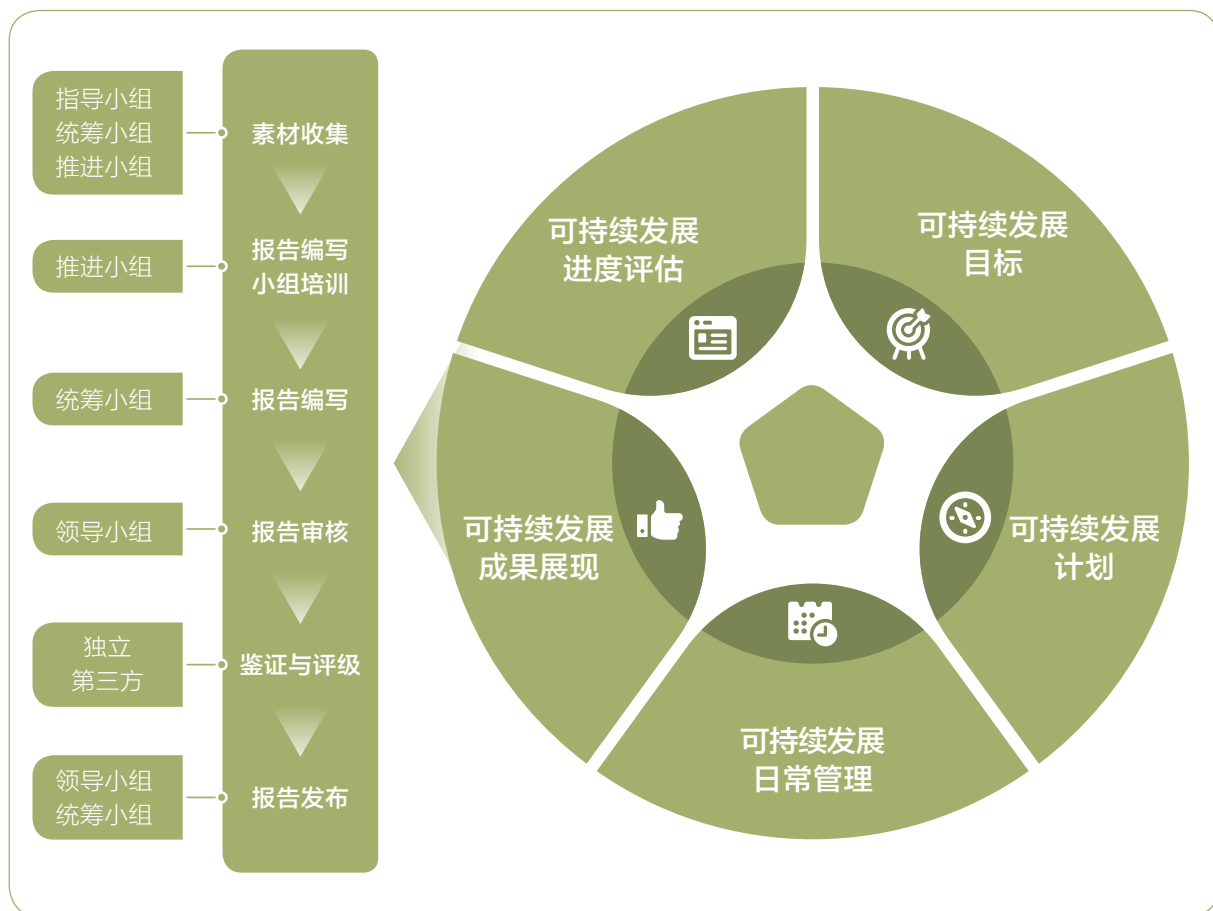 指导小组
统筹小组
推进小组
素材收集
推进小组
报告编写
小组培训
统筹小组
报告编写
领导小组
报告审核
独立
第三方
鉴证与评级
领导小组
统筹小组
报告发布
可持续发展
进度评估
可持续发展
目标
可持续发展
成果展现
可持续发展
计划
可持续发展
日常管理